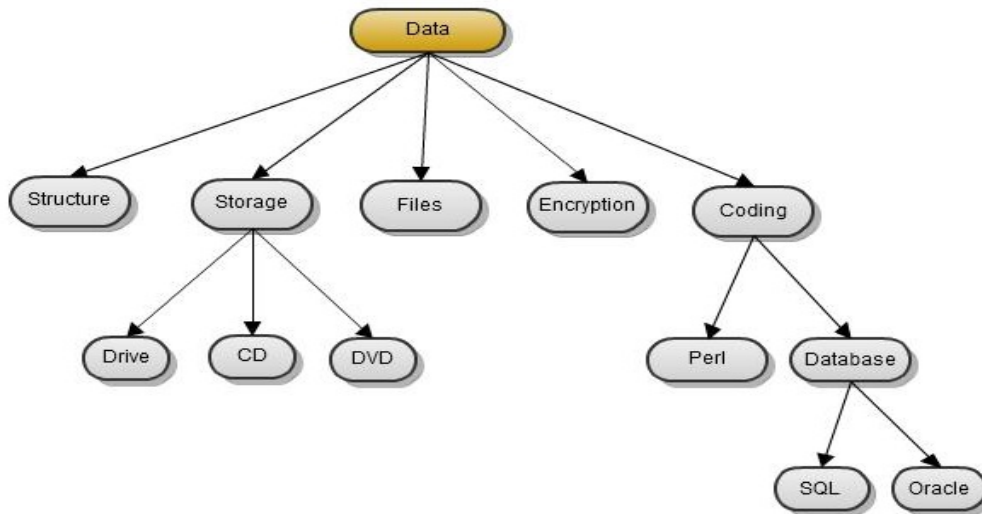 Data
Structure
Storage
Files
Encryption
Coding
Drive
CD
DVD
Perl
Database
SQL
Oracle